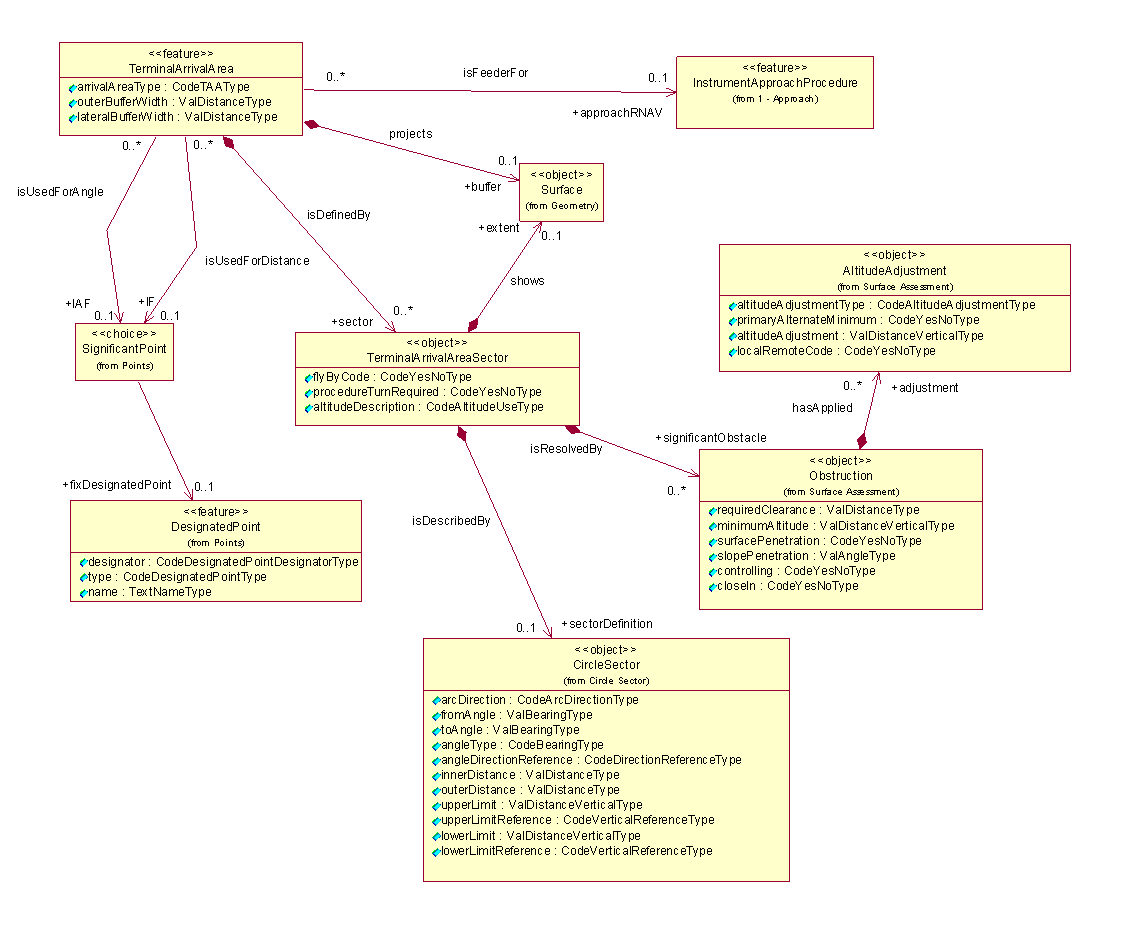 <<feature>>
TerminalArrivalArea
arrivalAreaType : CodeTAAType
outerBufferWidth : ValDistanceType
lateralBufferWidth : ValDistanceType
0..*
isFeederFor
0..1
+approachRNAV
<<feature>>
InstrumentApproachProcedure
(from 1 - Approach)
projects
0..1
+buffer
<<object>>
Surface
(from Geometry)
0..*
0..*
isUsedForAngle
isUsedForDistance
isDefinedBy
+extent
0..1
shows
+IAF
0..1
+IF
0..1
0..*
+sector
<<choice>>
SignificantPoint
(from Points)
<<object>>
TerminalArrivalAreaSector
flyByCode : CodeYesNoType
procedureTurnRequired : CodeYesNoType
altitudeDescription : CodeAltitudeUseType
<<object>>
AltitudeAdjustment
(from Surface Assessment)
altitudeAdjustmentType : CodeAltitudeAdjustmentType
primaryAlternateMinimum : CodeYesNoType
altitudeAdjustment : ValDistanceVerticalType
localRemoteCode : CodeYesNoType
0..*
+adjustment
hasApplied
isResolvedBy
+significantObstacle
0..*
<<object>>
Obstruction
(from Surface Assessment)
requiredClearance : ValDistanceType
minimumAltitude : ValDistanceVerticalType
surfacePenetration : CodeYesNoType
slopePenetration : ValAngleType
controlling : CodeYesNoType
closeIn : CodeYesNoType
+fixDesignatedPoint
0..1
<<feature>>
DesignatedPoint
(from Points)
designator : CodeDesignatedPointDesignatorType
type : CodeDesignatedPointType
name : TextNameType
isDescribedBy
0..1
+sectorDefinition
<<object>>
CircleSector
(from Circle Sector)
arcDirection : CodeArcDirectionType
fromAngle : ValBearingType
toAngle : ValBearingType
angleType : CodeBearingType
angleDirectionReference : CodeDirectionReferenceType
innerDistance : ValDistanceType
outerDistance : ValDistanceType
upperLimit : ValDistanceVerticalType
upperLimitReference : CodeVerticalReferenceType
lowerLimit : ValDistanceVerticalType
lowerLimitReference : CodeVerticalReferenceType